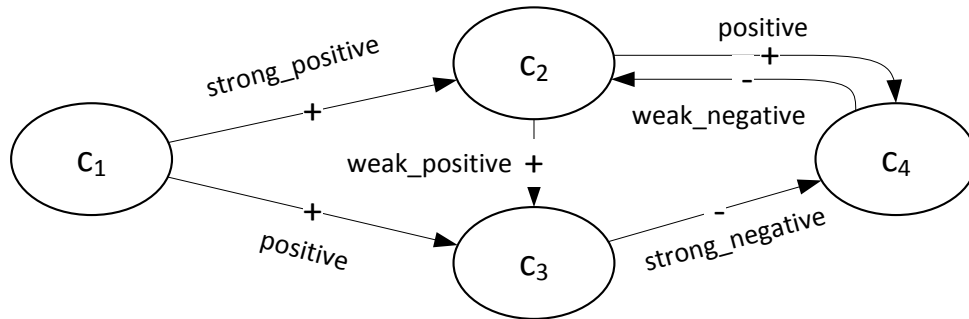 positive
+
c₂
strong_positive
+
-
weak_negative
c₁
weak_positive
+
c₄
+
-
positive
c₃
strong_negative